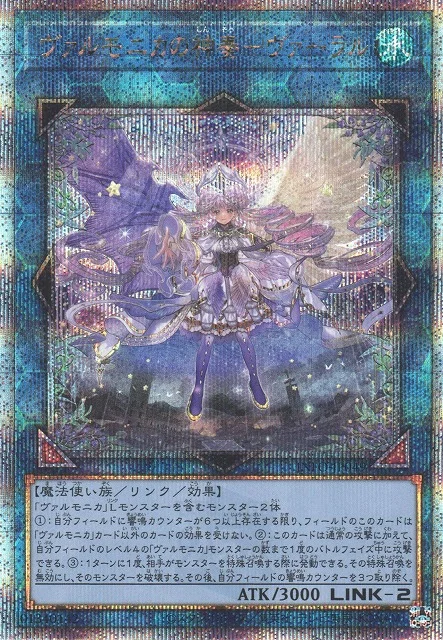 ヴァルモニカの神奏－ヴァーラル
【魔法使い族／リンク／効果】
「ヴァルモニカ」Lモンスターを含むモンスター2体
①：自分フィールドに響鳴カウンターが6つ以上存在する限り、フィールドのこのカードは
「ヴァルモニカ」カード以外のカードの効果を受けない。②：このカードは通常の攻撃に加えて、
自分フィールドのレベル4の「ヴァルモニカ」モンスターの数まで1度のバトルフェイズ中に攻撃
できる。③：1ターンに1度、相手がモンスターを特殊召喚する際に発動できる。その特殊召喚を
無効にし、そのモンスターを破壊する。その後、自分フィールドの響鳴カウンターを3つ取り除く。
ATK/3000 LINK-2